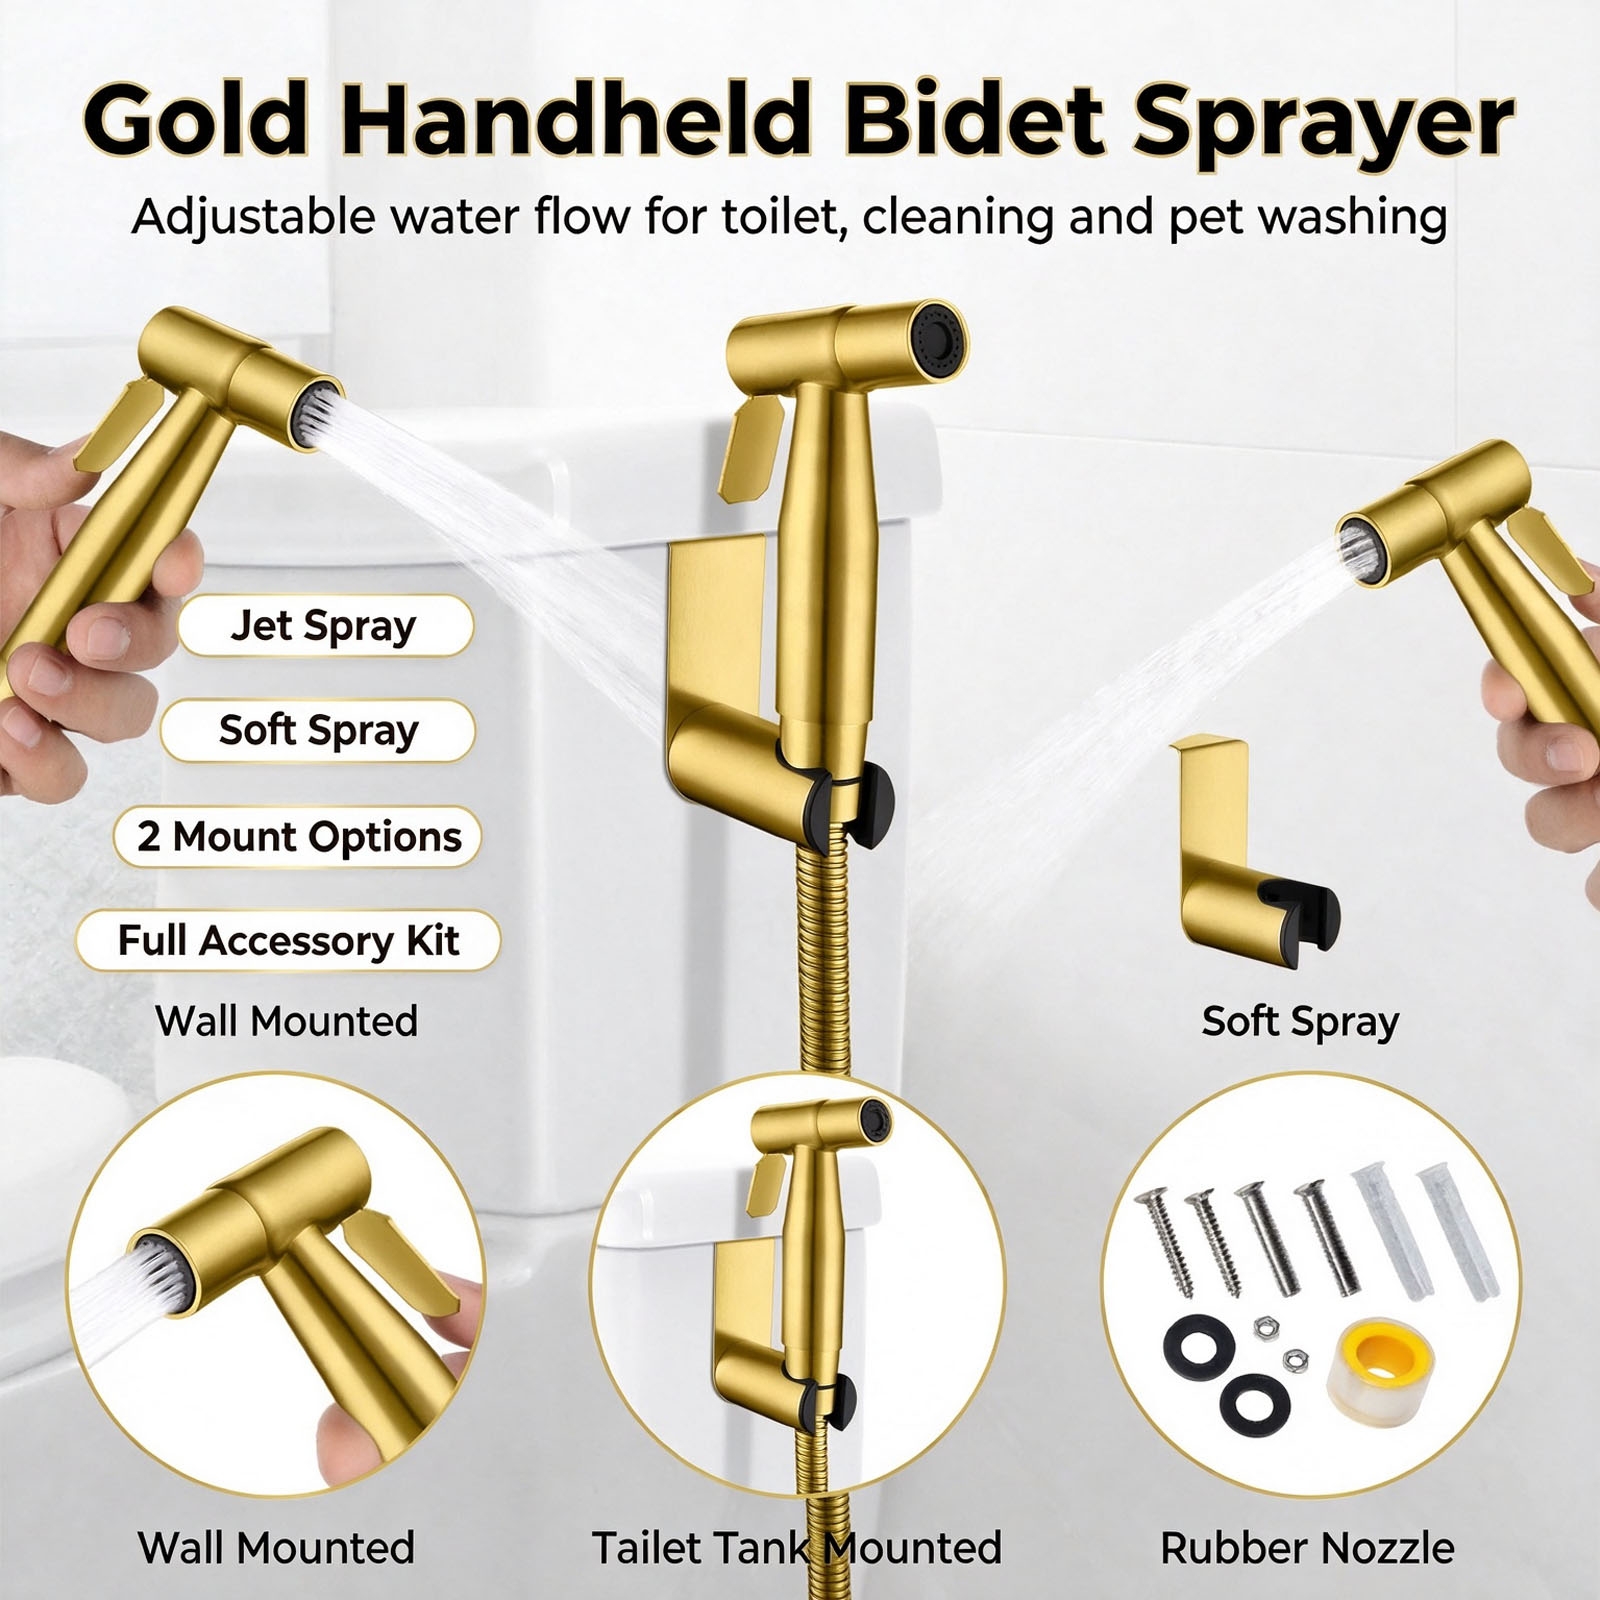 Gold Handheld Bidet Sprayer
Adjustable water flow for toilet, cleaning and pet washing
Jet Spray
Soft Spray
2 Mount Options
Full Accessory Kit
Wall Mounted
Soft Spray
Wall Mounted
Tailet Tank Mounted
Rubber Nozzle